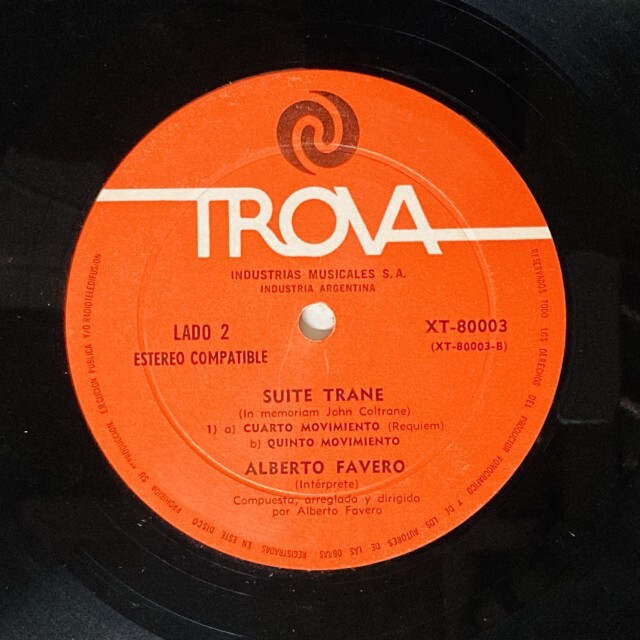 TROVA
INDUSTRIAS MUSICALES S.A.
INDUSTRIA ARGENTINA
LADO 2
ESTEREO COMPATIBLE
XT-80003
(XT-80003-B)
SUITE TRANE
(In memoriam John Coltrane)
1) a) CUARTO MOVIMIENTO (Requiem)
b) QUINTO MOVIMIENTO
ALBERTO FAVERO
(Intérprete)
Compuesta, arreglada y dirigida
por Alberto Favero
RESERVADOS TODO LOS DERECHOS DEL PRODUCTOR FONOGRAFICO Y DE LOS AUTORES DE LAS OBRAS REGISTRADAS EN ESTE DISCO PROHIBIDA SU REPRODUCCION EJECUCION PUBLICA Y/O RADIOTELEDIFUSION